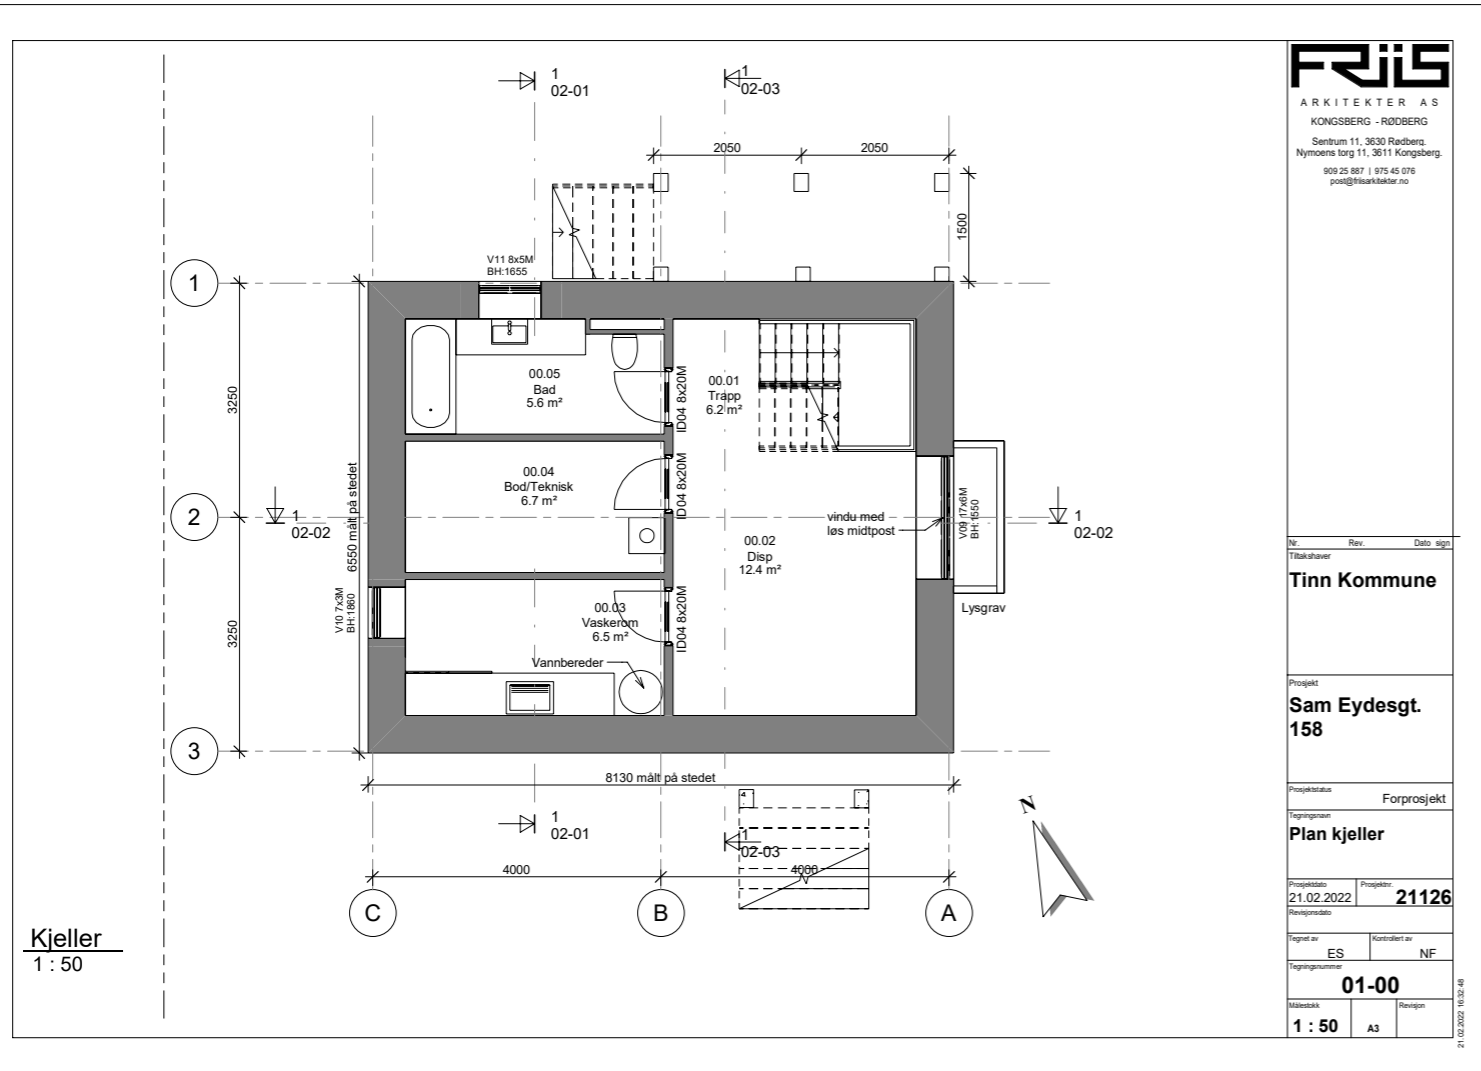 1
02-01
1
02-03
2050
2050
1500
V11 8x5M
BH:1655
1
3250
00.05
Bad
5.6 m²
ID04 8x20M
00.01
Trapp
6.2 m²
6550 målt på stedet
00.04
Bod/Teknisk
6.7 m²
ID04 8x20M
2
1
02-02
vindu med
løs midtpost
V09 17x6M
BH:1550
1
02-02
00.02
Disp
12.4 m²
3250
V10 7x3M
BH:1860
00.03
Vaskerom
6.5 m²
ID04 8x20M
Lysgrav
Vannbereder
3
8130 målt på stedet
4
1
02-01
1
02-03
N
4000
4000
C
B
A
Kjeller
1 : 50
FRIIS
ARKITEKTER AS
KONGSBERG - RØDBERG
Sentrum 11, 3630 Rødberg.
Nymoens torg 11, 3611 Kongsberg.
909 25 887 | 975 45 076
post@friisarkitekter.no
Nr. Rev. Dato sign
Tiltakshaver
Tinn Kommune
Prosjekt
Sam Eydesgt.
158
Prosjektstatus
Forprosjekt
Tegningsnavn
Plan kjeller
Prosjektdato Prosjektnr.
21.02.2022 21126
Revisjonsdato
Tegnet av Kontrollert av
ES NF
Tegningsnummer
01-00
Målestokk Revisjon
1 : 50 A3
21.02.2022 16:32:48